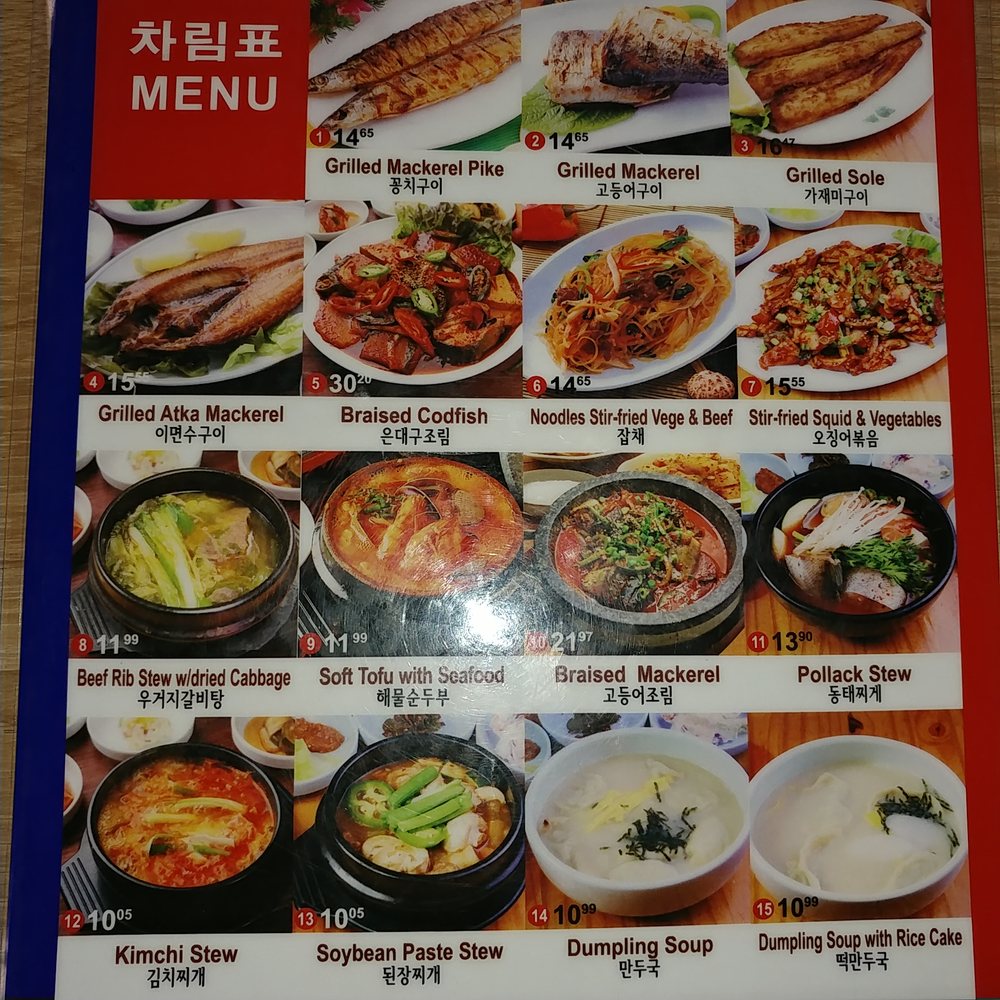 차림표
MENU
1 14 65
Grilled Mackerel Pike
꽁치구이
2 14 65
Grilled Mackerel
고등어구이
3 16 47
Grilled Sole
가재미구이
4 15
Grilled Atka Mackerel
이면수구이
5 30 20
Braised Codfish
은대구조림
6 14 65
Noodles Stir-fried Vege & Beef
잡채
7 15 55
Stir-fried Squid & Vegetables
오징어볶음
8 11 99
Beef Rib Stew w/dried Cabbage
우거지갈비탕
9 11 99
Soft Tofu with Seafood
해물순두부
10 21 97
Braised Mackerel
고등어조림
11 13 90
Pollack Stew
동태찌게
12 10 05
Kimchi Stew
김치찌개
13 10 05
Soybean Paste Stew
된장찌개
14 10 99
Dumpling Soup
만두국
15 10 99
Dumpling Soup with Rice Cake
떡만두국